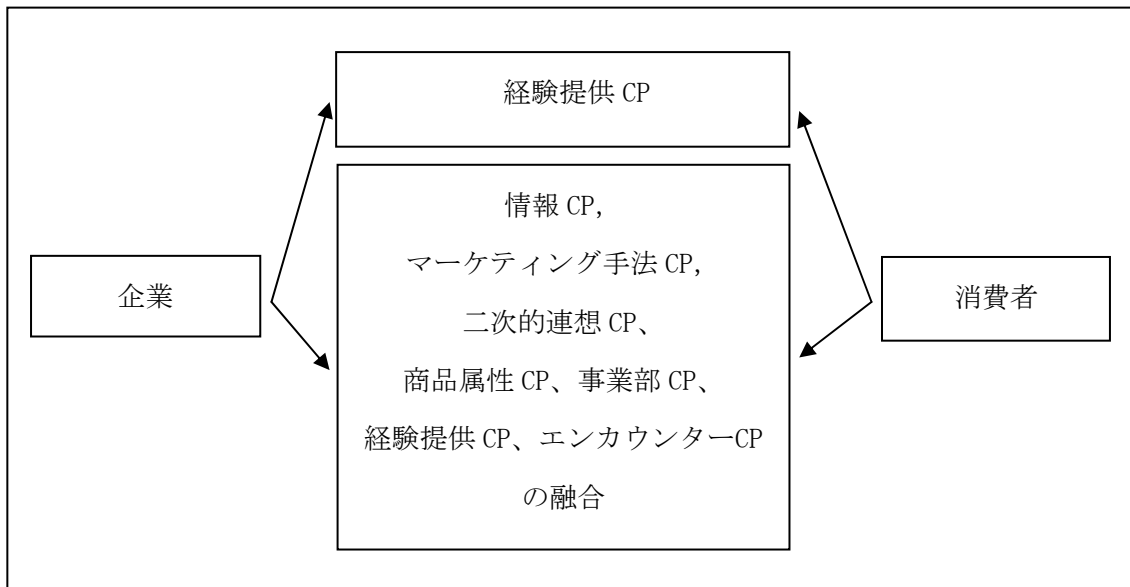 経験提供 CP
情報 CP,
マーケティング手法 CP,
二次的連想 CP、
商品属性 CP、事業部 CP、
経験提供 CP、エンカウンターCP
の融合
企業
消費者